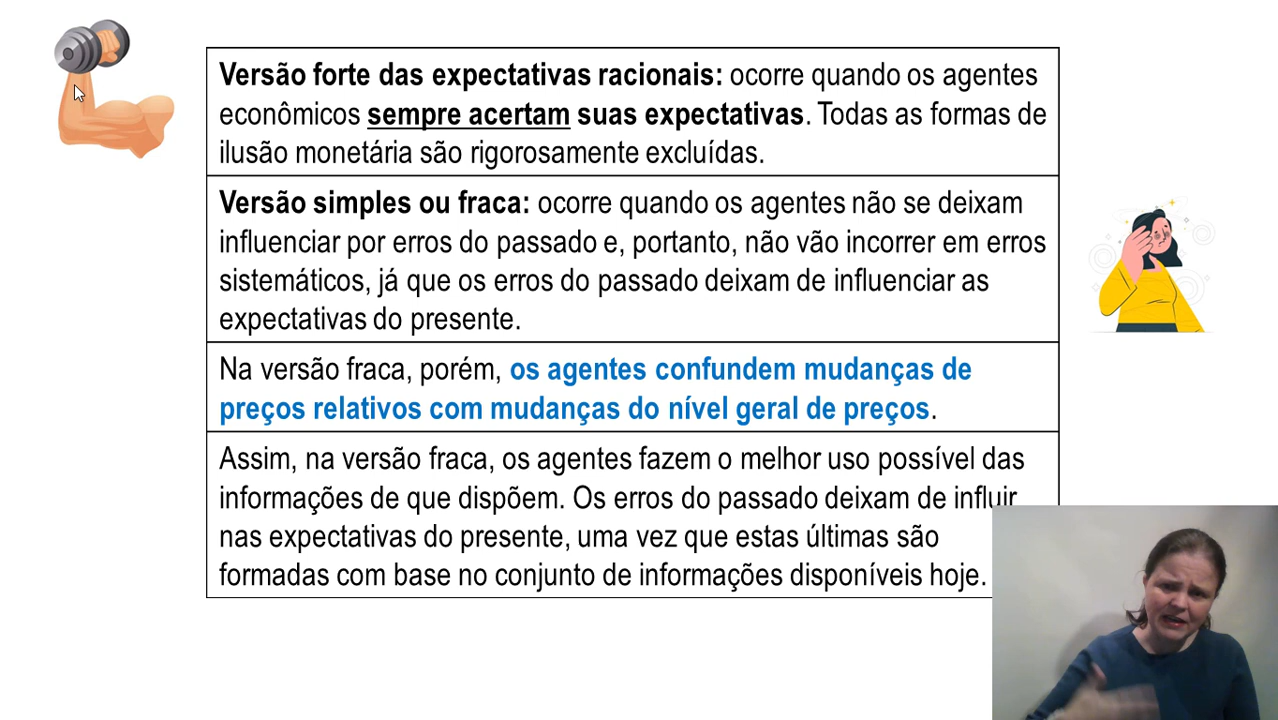 Versão forte das expectativas racionais: ocorre quando os agentes
econômicos sempre acertam suas expectativas. Todas as formas de
ilusão monetária são rigorosamente excluídas.
Versão simples ou fraca: ocorre quando os agentes não se deixam
influenciar por erros do passado e, portanto, não vão incorrer em erros
sistemáticos, já que os erros do passado deixam de influenciar as
expectativas do presente.
Na versão fraca, porém, os agentes confundem mudanças de
preços relativos com mudanças do nível geral de preços.
Assim, na versão fraca, os agentes fazem o melhor uso possível das
informações de que dispõem. Os erros do passado deixam de influir
nas expectativas do presente, uma vez que estas últimas são
formadas com base no conjunto de informações disponíveis hoje.